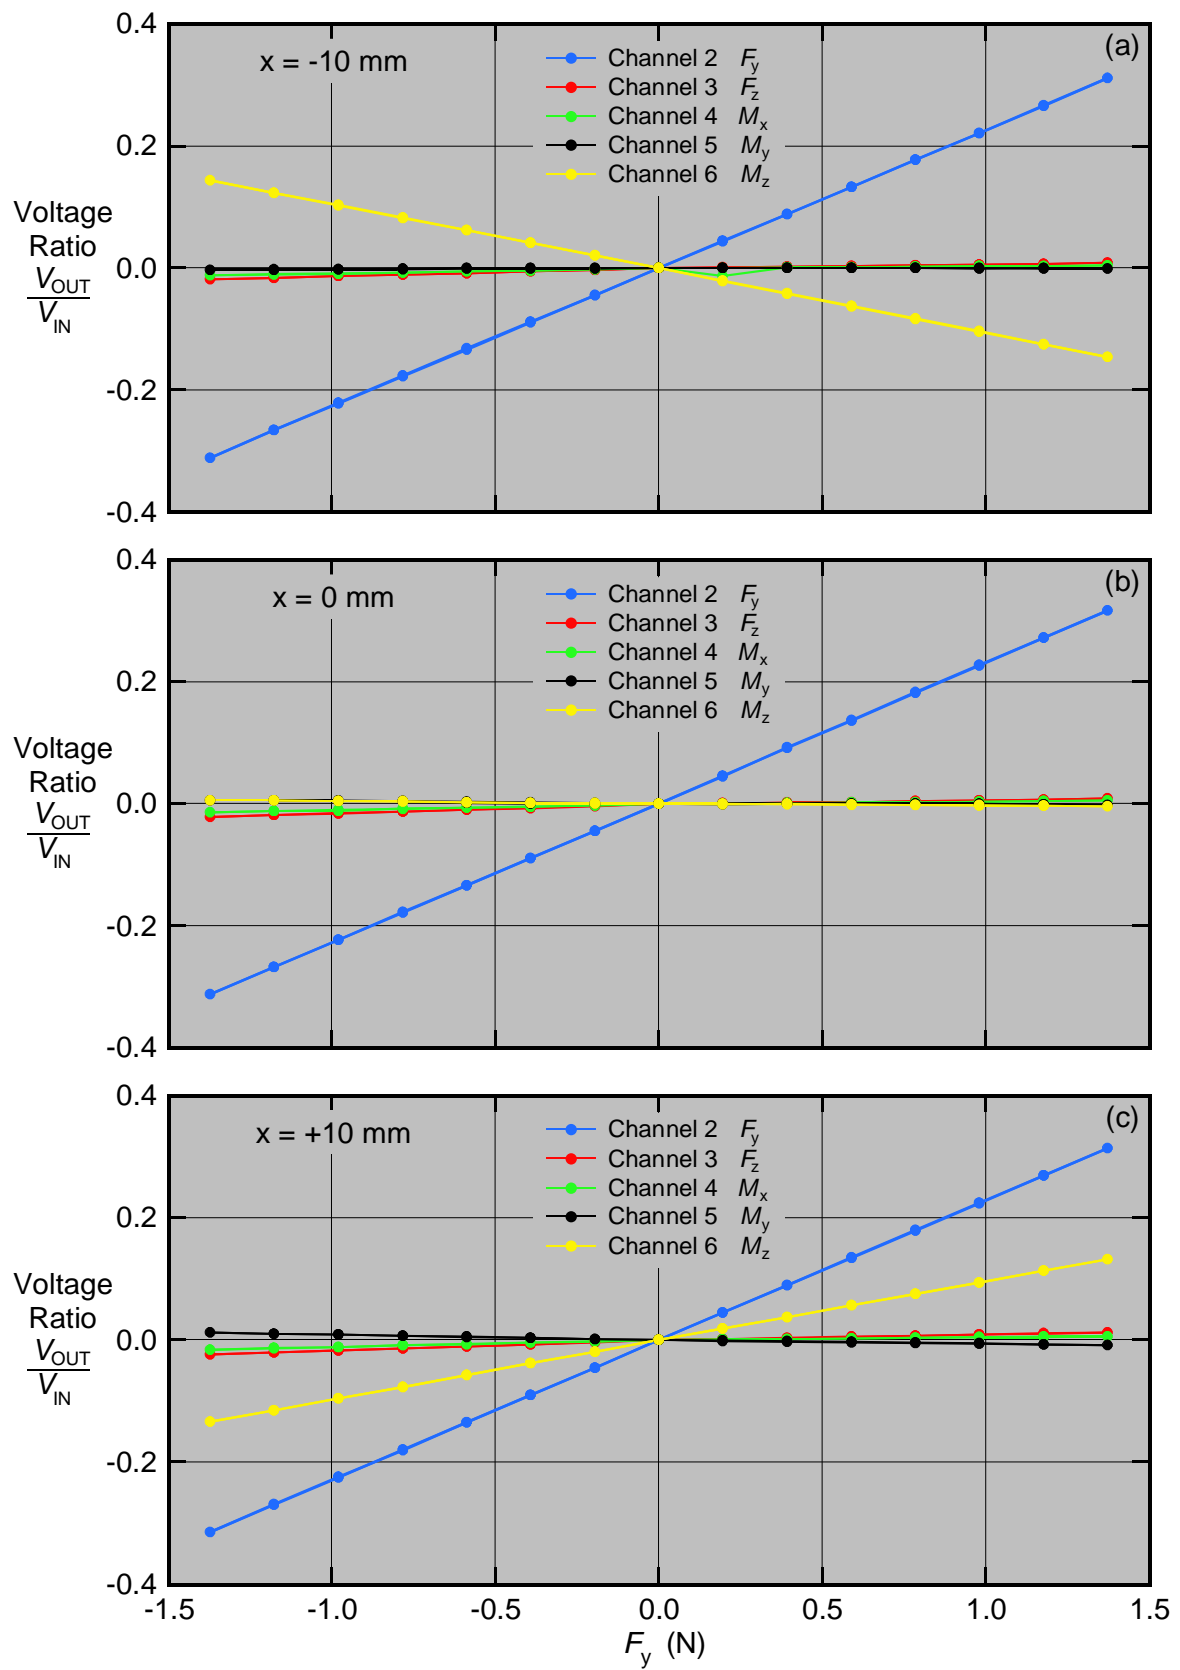 0.4
(a)
x = -10 mm
Channel 2 Fy
Channel 3 Fz
Channel 4 Mx
Channel 5 My
Channel 6 Mz
0.2
Voltage
Ratio
VOUT
VIN
0.0
-0.2
-0.4
0.4
(b)
x = 0 mm
Channel 2 Fy
Channel 3 Fz
Channel 4 Mx
Channel 5 My
Channel 6 Mz
0.2
Voltage
Ratio
VOUT
VIN
0.0
-0.2
-0.4
0.4
(c)
x = +10 mm
Channel 2 Fy
Channel 3 Fz
Channel 4 Mx
Channel 5 My
Channel 6 Mz
0.2
Voltage
Ratio
VOUT
VIN
0.0
-0.2
-0.4
-1.5 -1.0 -0.5 0.0 0.5 1.0 1.5
Fy (N)